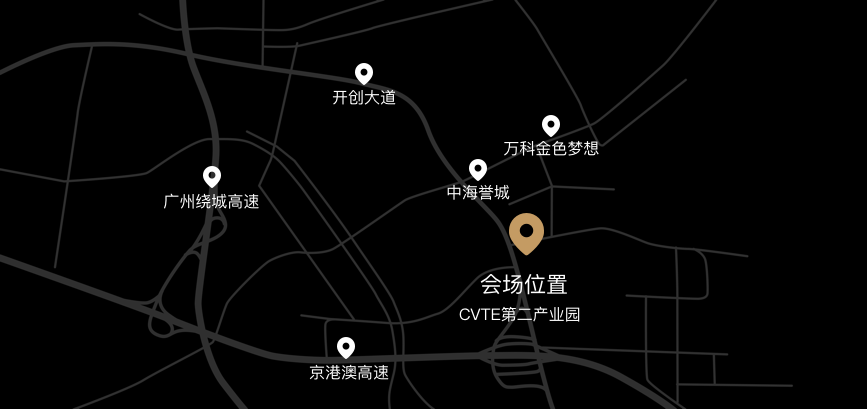 开创大道
万科金色梦想
中海誉城
广州绕城高速
会场位置
CVTE第二产业园
京港澳高速